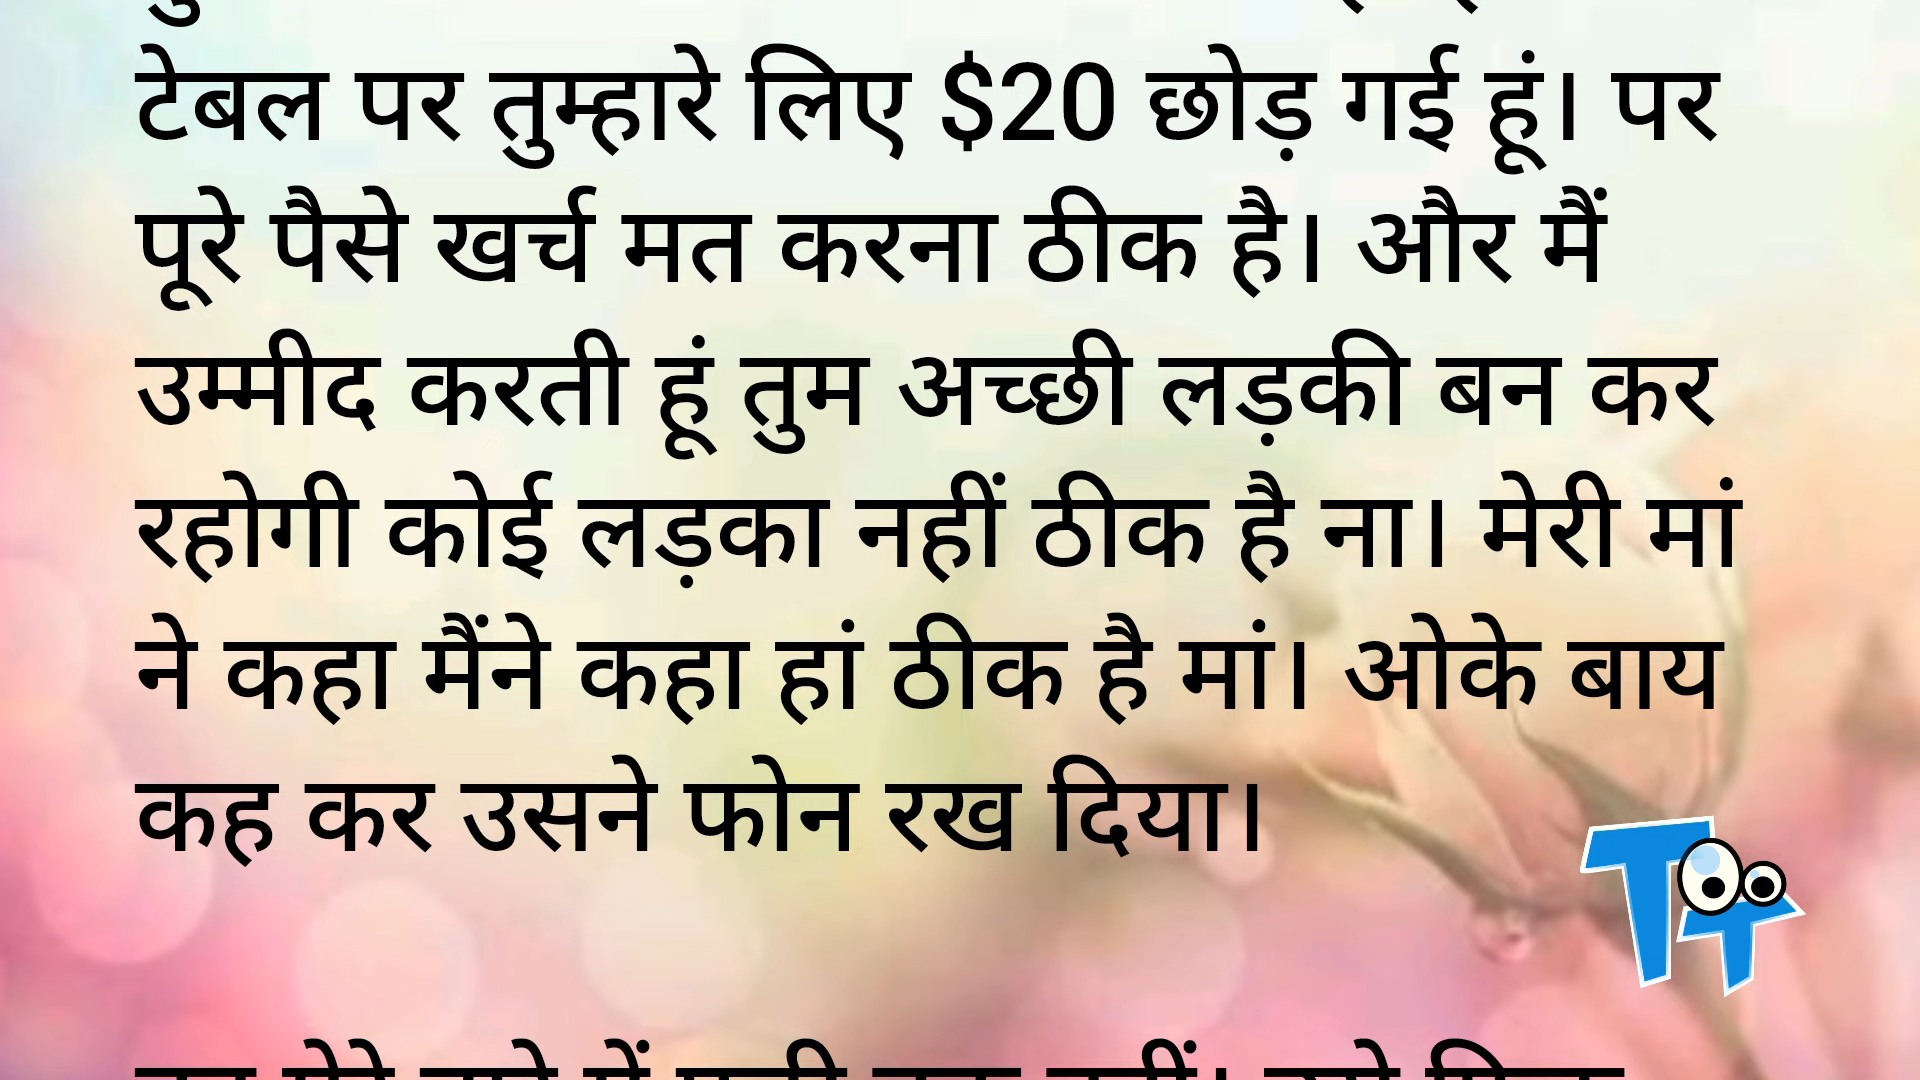 टेबल पर तुम्हारे लिए $20 छोड़ गई हूं। पर
पूरे पैसे खर्च मत करना ठीक है। और मैं
उम्मीद करती हूं तुम अच्छी लड़की बन कर
रहोगी कोई लड़का नहीं ठीक है ना। मेरी मां
ने कहा मैंने कहा हां ठीक है मां। ओके बाय
कह कर उसने फोन रख दिया।
TT